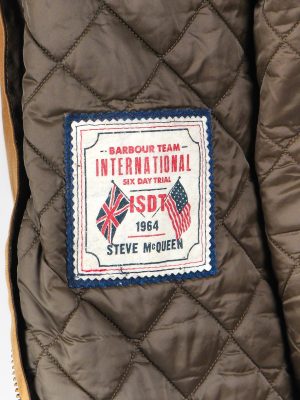 BARBOUR TEAM
INTERNATIONAL
SIX DAY TRIAL
ISDT
1964
STEVE McQUEEN